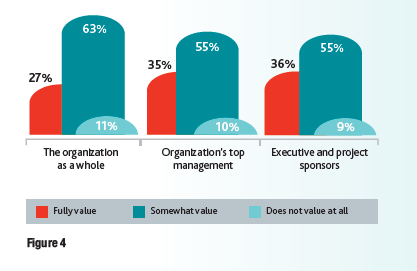 63%
55%
55%
27%
35%
36%
11%
10%
9%
The organization
as a whole
Organization's top
management
Executive and project
sponsors
Fully value
Somewhat value
Does not value at all
Figure 4